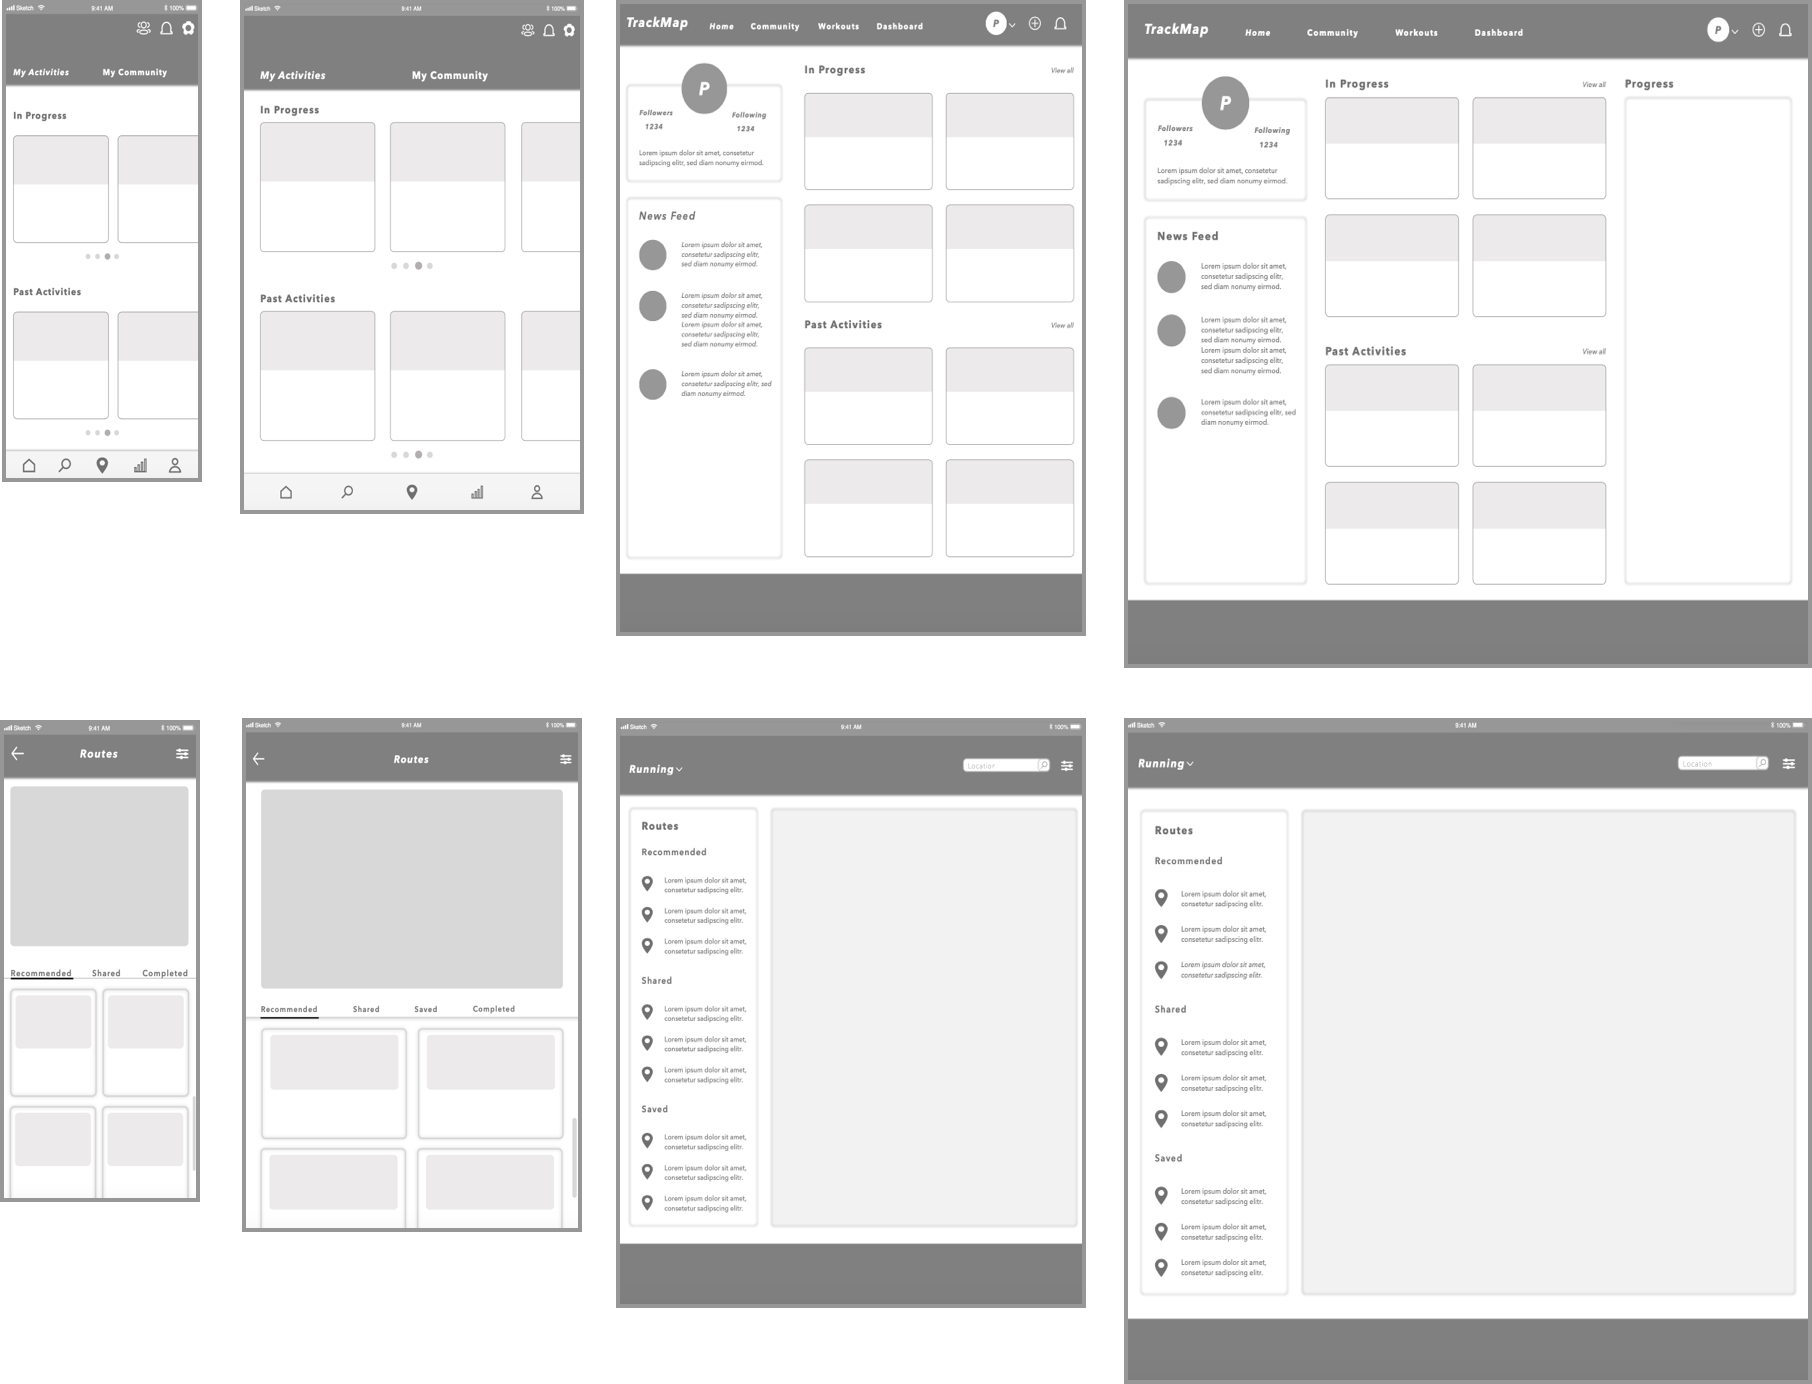 Sketch 9:41 AM 100%
My Activities My Community
In Progress
Past Activities
Sketch 9:41 AM 100%
My Activities My Community
In Progress
Past Activities
TrackMap Home Community Workouts Dashboard P
P
Followers Following
1234 1234
Lorem ipsum dolor sit amet, consetetur
sadipscing elitr, sed diam nonumy eirmod.
News Feed
Lorem ipsum dolor sit amet,
consetetur sadipscing elitr,
sed diam nonumy eirmod.
Lorem ipsum dolor sit amet,
consetetur sadipscing elitr,
sed diam nonumy eirmod.
Lorem ipsum dolor sit amet,
consetetur sadipscing elitr,
sed diam nonumy eirmod.
Lorem ipsum dolor sit amet,
consetetur sadipscing elitr, sed
diam nonumy eirmod.
In Progress View all
Past Activities View all
TrackMap Home Community Workouts Dashboard P
P
Followers Following
1234 1234
Lorem ipsum dolor sit amet, consetetur
sadipscing elitr, sed diam nonumy eirmod.
News Feed
Lorem ipsum dolor sit amet,
consetetur sadipscing elitr,
sed diam nonumy eirmod.
Lorem ipsum dolor sit amet,
consetetur sadipscing elitr,
sed diam nonumy eirmod.
Lorem ipsum dolor sit amet,
consetetur sadipscing elitr,
sed diam nonumy eirmod.
Lorem ipsum dolor sit amet,
consetetur sadipscing elitr, sed
diam nonumy eirmod.
In Progress View all
Past Activities View all
Progress
Sketch 9:41 AM 100%
Routes
Recommended Shared Completed
Sketch 9:41 AM 100%
Routes
Recommended Shared Saved Completed
Sketch 9:41 AM 100%
Running Location
Routes
Recommended
Lorem ipsum dolor sit amet,
consetetur sadipscing elitr.
Lorem ipsum dolor sit amet,
consetetur sadipscing elitr.
Lorem ipsum dolor sit amet,
consetetur sadipscing elitr.
Shared
Lorem ipsum dolor sit amet,
consetetur sadipscing elitr.
Lorem ipsum dolor sit amet,
consetetur sadipscing elitr.
Lorem ipsum dolor sit amet,
consetetur sadipscing elitr.
Saved
Lorem ipsum dolor sit amet,
consetetur sadipscing elitr.
Lorem ipsum dolor sit amet,
consetetur sadipscing elitr.
Lorem ipsum dolor sit amet,
consetetur sadipscing elitr.
Sketch 9:41 AM 100%
Running Location
Routes
Recommended
Lorem ipsum dolor sit amet,
consetetur sadipscing elitr.
Lorem ipsum dolor sit amet,
consetetur sadipscing elitr.
Lorem ipsum dolor sit amet,
consetetur sadipscing elitr.
Shared
Lorem ipsum dolor sit amet,
consetetur sadipscing elitr.
Lorem ipsum dolor sit amet,
consetetur sadipscing elitr.
Lorem ipsum dolor sit amet,
consetetur sadipscing elitr.
Saved
Lorem ipsum dolor sit amet,
consetetur sadipscing elitr.
Lorem ipsum dolor sit amet,
consetetur sadipscing elitr.
Lorem ipsum dolor sit amet,
consetetur sadipscing elitr.